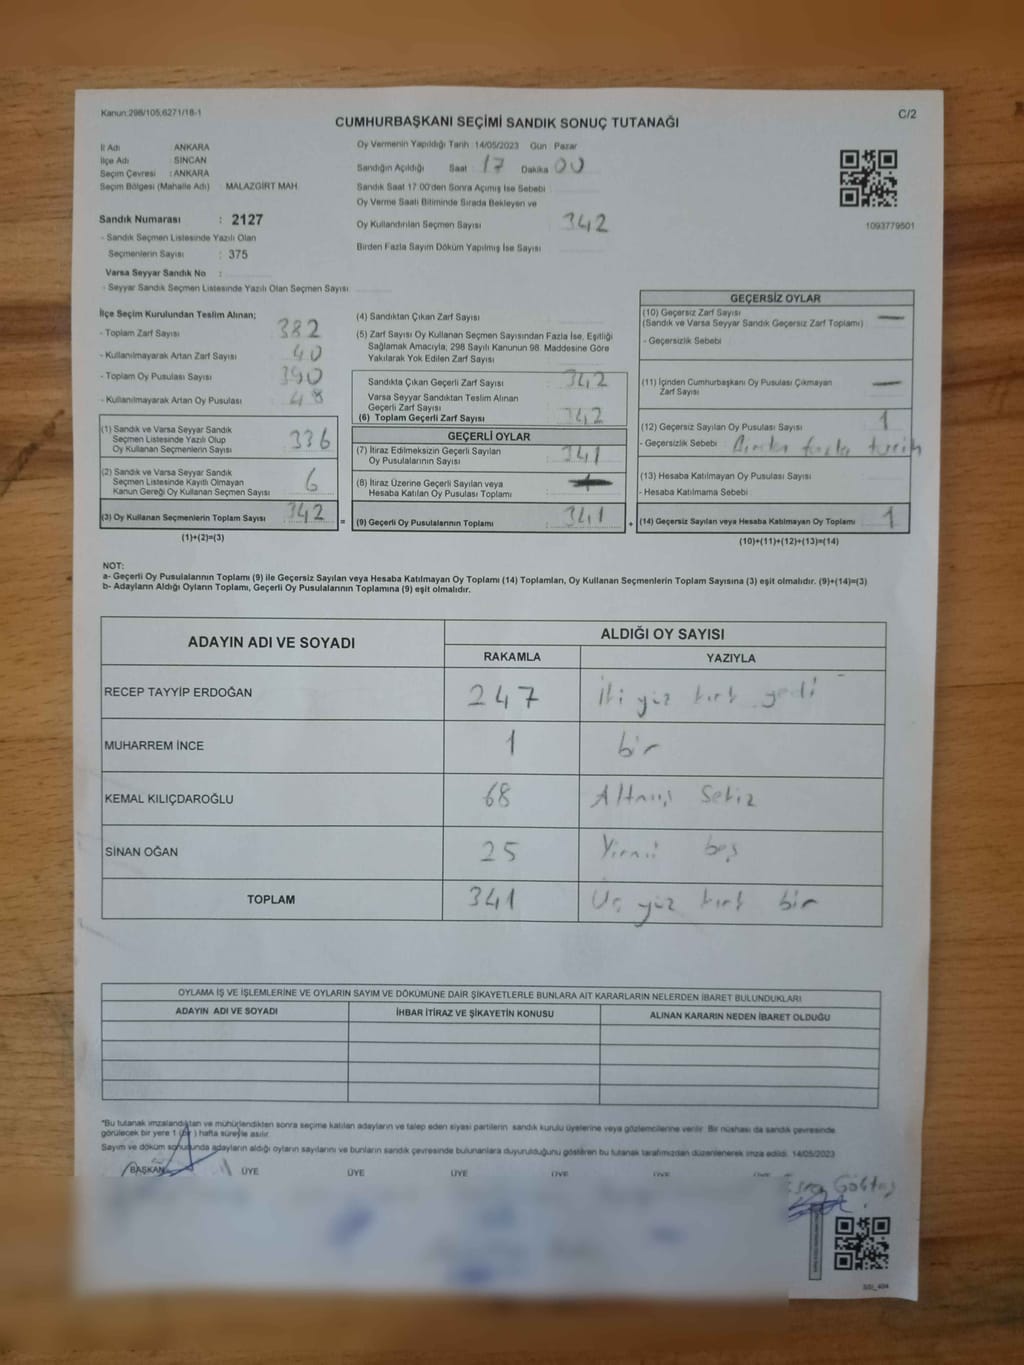 Kanun:298/105,6271/18-1
C/2
CUMHURBAŞKANI SEÇİMİ SANDIK SONUÇ TUTANAĞI
İl Adı ANKARA
İlçe Adı SİNCAN
Seçim Çevresi : ANKARA
Seçim Bölgesi (Mahalle Adı) MALAZGİRT MAH.
Sandık Numarası : 2127
- Sandık Seçmen Listesinde Yazılı Olan
Seçmenlerin Sayısı : 375
Varsa Seyyar Sandık No :
- Seyyar Sandık Seçmen Listesinde Yazılı Olan Seçmen Sayısı
Oy Vermenin Yapıldığı Tarih 14/05/2023 Gün Pazar
Sandığın Açıldığı Saat 17 Dakika 00
Sandık Saat 17.00'den Sonra Açımış İse Sebebi
Oy Verme Saati Bitiminde Sırada Bekleyen ve
Oy Kullandırılan Seçmen Sayısı 342
Birden Fazla Sayım Döküm Yapılmış İse Sayısı
1093779501
İlçe Seçim Kurulundan Teslim Alınan;
- Toplam Zarf Sayısı 382
- Kullanılmayarak Artan Zarf Sayısı 40
- Toplam Oy Pusulası Sayısı 390
- Kullanılmayarak Artan Oy Pusulası 48
(1) Sandık ve Varsa Seyyar Sandık
Seçmen Listesinde Yazılı Olup
Oy Kullanan Seçmenlerin Sayısı 336
(2) Sandık ve Varsa Seyyar Sandık
Seçmen Listesinde Kayıtlı Olmayan
Kanun Gereği Oy Kullanan Seçmen Sayısı 6
(3) Oy Kullanan Seçmenlerin Toplam Sayısı 342 =
(1)+(2)=(3)
(4) Sandıktan Çıkan Zarf Sayısı
(5) Zarf Sayısı Oy Kullanan Seçmen Sayısından Fazla İse, Eşitliği
Sağlamak Amacıyla, 298 Sayılı Kanunun 98. Maddesine Göre
Yakılarak Yok Edilen Zarf Sayısı
Sandıkta Çıkan Geçerli Zarf Sayısı 342
Varsa Seyyar Sandıktan Teslim Alınan
Geçerli Zarf Sayısı
(6) Toplam Geçerli Zarf Sayısı 342
GEÇERLİ OYLAR
(7) İtiraz Edilmeksizin Geçerli Sayılan
Oy Pusulalarının Sayısı 341
(8) İtiraz Üzerine Geçerli Sayılan veya
Hesaba Katılan Oy Pusulası Toplamı
(9) Geçerli Oy Pusulalarının Toplamı : 341 +
GEÇERSİZ OYLAR
(10) Geçersiz Zarf Sayısı
(Sandık ve Varsa Seyyar Sandık Geçersiz Zarf Toplamı) —
- Geçersizlik Sebebi
(11) İçinden Cumhurbaşkanı Oy Pusulası Çıkmayan
Zarf Sayısı —
(12) Geçersiz Sayılan Oy Pusulası Sayısı 1
- Geçersizlik Sebebi : Birden fazla tercih
(13) Hesaba Katılmayan Oy Pusulası Sayısı
- Hesaba Katılmama Sebebi
(14) Geçersiz Sayılan veya Hesaba Katılmayan Oy Toplamı 1
(10)+(11)+(12)+(13)=(14)
NOT:
a- Geçerli Oy Pusulalarının Toplamı (9) ile Geçersiz Sayılan veya Hesaba Katılmayan Oy Toplamı (14) Toplamları, Oy Kullanan Seçmenlerin Toplam Sayısına (3) eşit olmalıdır. (9)+(14)=(3)
b- Adayların Aldığı Oyların Toplamı, Geçerli Oy Pusulalarının Toplamına (9) eşit olmalıdır.
ADAYIN ADI VE SOYADI
ALDIĞI OY SAYISI
RAKAMLA YAZIYLA
RECEP TAYYİP ERDOĞAN 247 İki yüz kırk yedi
MUHARREM İNCE 1 bir
KEMAL KILIÇDAROĞLU 68 Altmış Sekiz
SİNAN OĞAN 25 Yirmi beş
TOPLAM 341 Üç yüz kırk bir
OYLAMA İŞ VE İŞLEMLERİNE VE OYLARIN SAYIM VE DÖKÜMÜNE DAİR ŞİKAYETLERLE BUNLARA AİT KARARLARIN NELERDEN İBARET BULUNDUKLARI
ADAYIN ADI VE SOYADI İHBAR İTİRAZ VE ŞİKAYETİN KONUSU ALINAN KARARIN NEDEN İBARET OLDUĞU
*Bu tutanak imzalandıktan ve mühürlendikten sonra seçime katılan adayların ve talep eden siyasi partilerin sandık kurulu üyelerine veya gözlemcilerine verilir. Bir nüshası da sandık çevresinde
görülecek bir yere 1 (bir) hafta süreyle asılır.
Sayım ve döküm sonucunda adayların aldığı oyların sayılarını ve bunların sandık çevresinde bulunanlara duyurulduğunu gösteren bu tutanak tarafımızdan düzenlenerek imza edildi. 14/05/2023
BAŞKAN ÜYE ÜYE ÜYE ÜYE ÜYE ÜYE
Esra Göktaş